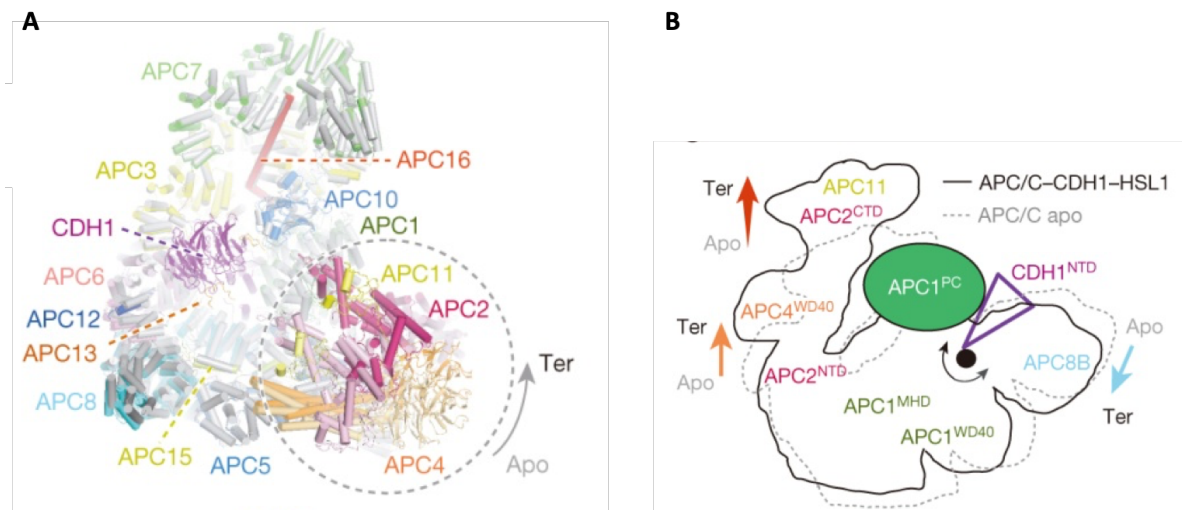 A
APC7
APC3
APC16
APC10
CDH1
APC1
APC6
APC11
APC2
APC12
APC13
Ter
APC8
APC15
APC5
APC4
Apo
B
Ter
APC11
APC/C–CDH1–HSL1
APC2CTD
APC/C apo
Apo
CDH1NTD
APC1PC
APC4WD40
Ter
Apo
Apo
APC2NTD
APC8B
APC1MHD
Ter
APC1WD40